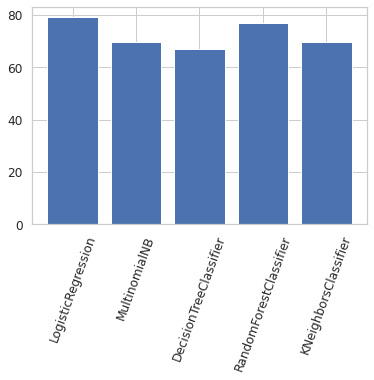 80
60
40
20
0
LogisticRegression
MultinomialNB
DecisionTreeClassifier
RandomForestClassifier
KNeighborsClassifier